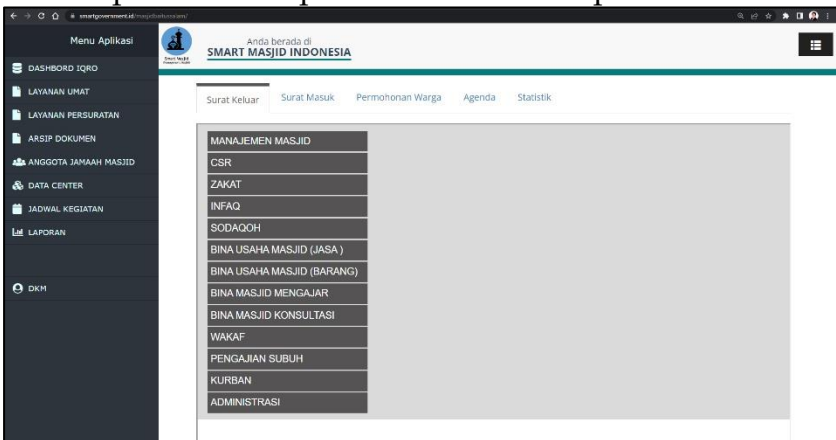 smartgovernment.id/masjidbaitussalam/
Menu Aplikasi
DASHBORD IQRO
LAYANAN UMAT
LAYANAN PERSURATAN
ARSIP DOKUMEN
ANGGOTA JAMAAH MASJID
DATA CENTER
JADWAL KEGIATAN
LAPORAN
DKM
Anda berada di
SMART MASJID INDONESIA
Surat Keluar Surat Masuk Permohonan Warga Agenda Statistik
MANAJEMEN MASJID
CSR
ZAKAT
INFAQ
SODAQOH
BINA USAHA MASJID (JASA )
BINA USAHA MASJID (BARANG)
BINA MASJID MENGAJAR
BINA MASJID KONSULTASI
WAKAF
PENGAJIAN SUBUH
KURBAN
ADMINISTRASI